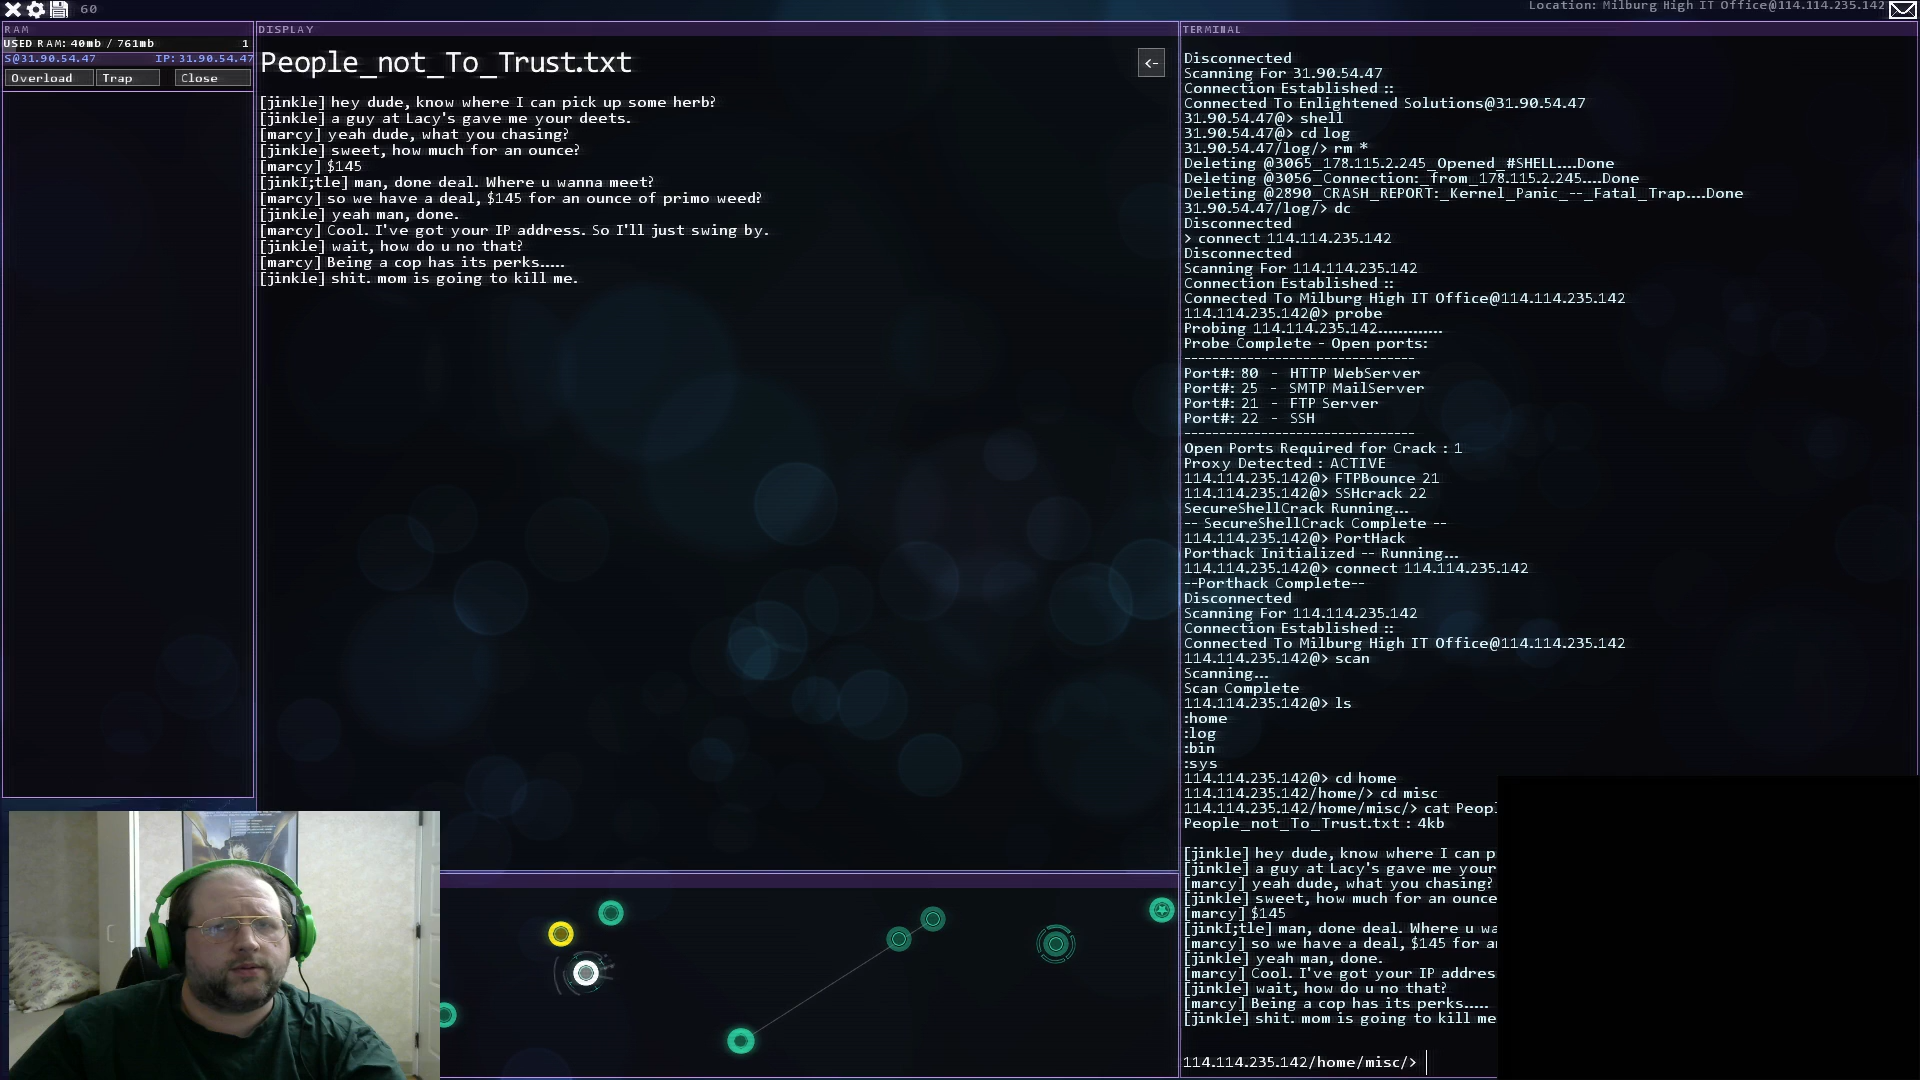 60
Location: Milburg High IT Office@114.114.235.142
RAM
USED RAM: 40mb / 761mb 1
S@31.90.54.47 IP: 31.90.54.47
Overload Trap Close
DISPLAY
People_not_To_Trust.txt
<-
[jinkle] hey dude, know where I can pick up some herb?
[jinkle] a guy at Lacy's gave me your deets.
[marcy] yeah dude, what you chasing?
[jinkle] sweet, how much for an ounce?
[marcy] $145
[jinkI;tle] man, done deal. Where u wanna meet?
[marcy] so we have a deal, $145 for an ounce of primo weed?
[jinkle] yeah man, done.
[marcy] Cool. I've got your IP address. So I'll just swing by.
[jinkle] wait, how do u no that?
[marcy] Being a cop has its perks.....
[jinkle] shit. mom is going to kill me.
TERMINAL
Disconnected
Scanning For 31.90.54.47
Connection Established ::
Connected To Enlightened Solutions@31.90.54.47
31.90.54.47@> shell
31.90.54.47@> cd log
31.90.54.47/log/> rm *
Deleting @3065_178.115.2.245_Opened_#SHELL....Done
Deleting @3056_Connection:_from_178.115.2.245....Done
Deleting @2890_CRASH_REPORT:_Kernel_Panic_--_Fatal_Trap....Done
31.90.54.47/log/> dc
Disconnected
> connect 114.114.235.142
Disconnected
Scanning For 114.114.235.142
Connection Established ::
Connected To Milburg High IT Office@114.114.235.142
114.114.235.142@> probe
Probing 114.114.235.142.............
Probe Complete - Open ports:
---------------------------------
Port#: 80 - HTTP WebServer
Port#: 25 - SMTP MailServer
Port#: 21 - FTP Server
Port#: 22 - SSH
---------------------------------
Open Ports Required for Crack : 1
Proxy Detected : ACTIVE
114.114.235.142@> FTPBounce 21
114.114.235.142@> SSHcrack 22
SecureShellCrack Running...
-- SecureShellCrack Complete --
114.114.235.142@> PortHack
Porthack Initialized -- Running...
114.114.235.142@> connect 114.114.235.142
--Porthack Complete--
Disconnected
Scanning For 114.114.235.142
Connection Established ::
Connected To Milburg High IT Office@114.114.235.142
114.114.235.142@> scan
Scanning...
Scan Complete
114.114.235.142@> ls
:home
:log
:bin
:sys
114.114.235.142@> cd home
114.114.235.142/home/> cd misc
114.114.235.142/home/misc/> cat Peopl
People_not_To_Trust.txt : 4kb
[jinkle] hey dude, know where I can p
[jinkle] a guy at Lacy's gave me your
[marcy] yeah dude, what you chasing?
[jinkle] sweet, how much for an ounce
[marcy] $145
[jinkI;tle] man, done deal. Where u wa
[marcy] so we have a deal, $145 for a
[jinkle] yeah man, done.
[marcy] Cool. I've got your IP addres
[jinkle] wait, how do u no that?
[marcy] Being a cop has its perks.....
[jinkle] shit. mom is going to kill me
114.114.235.142/home/misc/>